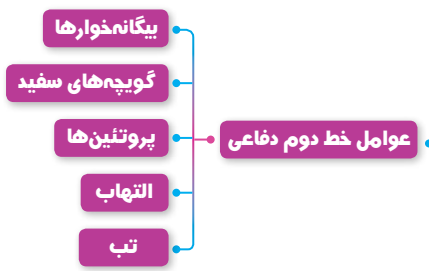 عوامل خط دوم دفاعی
بیگانه‌خوارها
گویچه‌های سفید
پروتئین‌ها
التهاب
تب